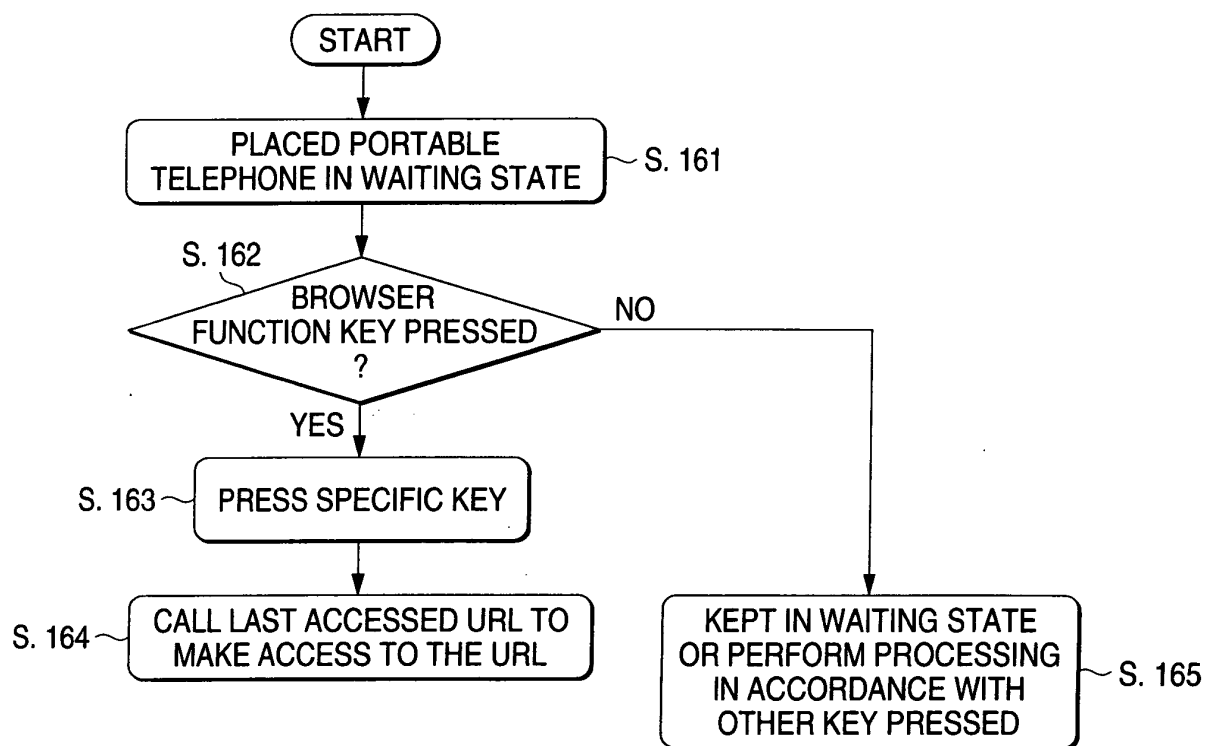 START
PLACED PORTABLE
TELEPHONE IN WAITING STATE
S. 161
S. 162
BROWSER
FUNCTION KEY PRESSED
?
NO
YES
S. 163
PRESS SPECIFIC KEY
S. 164
CALL LAST ACCESSED URL TO
MAKE ACCESS TO THE URL
KEPT IN WAITING STATE
OR PERFORM PROCESSING
IN ACCORDANCE WITH
OTHER KEY PRESSED
S. 165